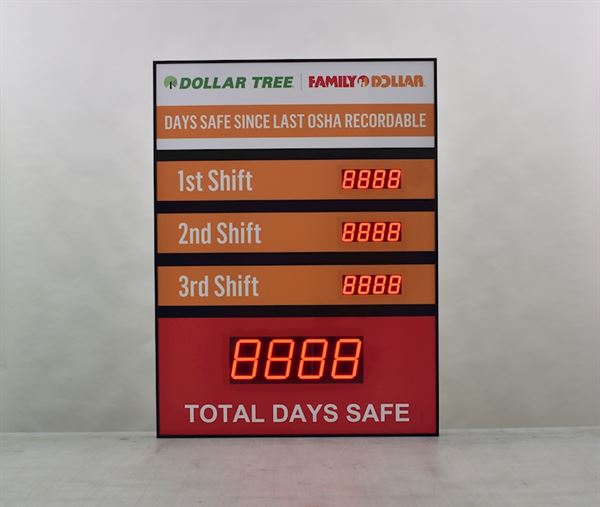 DOLLAR TREE | FAMILY DOLLAR
DAYS SAFE SINCE LAST OSHA RECORDABLE
1st Shift 8888
2nd Shift 8888
3rd Shift 8888
8888
TOTAL DAYS SAFE